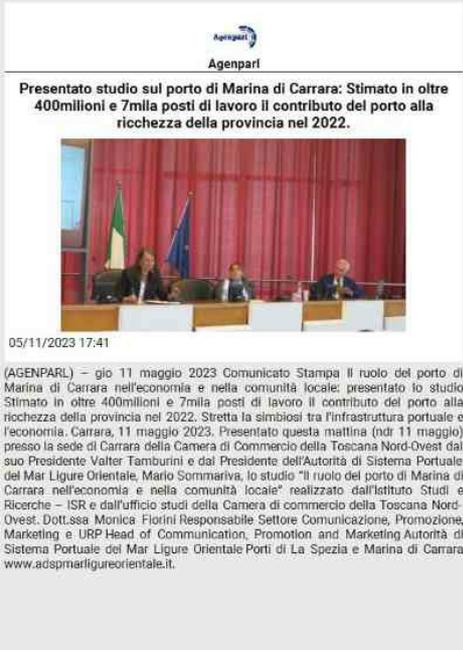 Agenparl
Agenparl
Presentato studio sul porto di Marina di Carrara: Stimato in oltre
400milioni e 7mila posti di lavoro il contributo del porto alla
ricchezza della provincia nel 2022.
05/11/2023 17:41
(AGENPARL) – gio 11 maggio 2023 Comunicato Stampa Il ruolo del porto di
Marina di Carrara nell'economia e nella comunità locale: presentato lo studio
Stimato in oltre 400milioni e 7mila posti di lavoro il contributo del porto alla
ricchezza della provincia nel 2022. Stretta la simbiosi tra l'infrastruttura portuale e
l'economia. Carrara, 11 maggio 2023. Presentato questa mattina (ndr 11 maggio)
presso la sede di Carrara della Camera di Commercio della Toscana Nord-Ovest dal
suo Presidente Valter Tamburini e dal Presidente dell'Autorità di Sistema Portuale
del Mar Ligure Orientale, Mario Sommariva, lo studio "Il ruolo del porto di Marina di
Carrara nell'economia e nella comunità locale" realizzato dall'Istituto Studi e
Ricerche – ISR e dall'ufficio studi della Camera di commercio della Toscana Nord-
Ovest. Dott.ssa Monica Fiorini Responsabile Settore Comunicazione, Promozione,
Marketing e URP Head of Communication, Promotion and Marketing Autorità di
Sistema Portuale del Mar Ligure Orientale Porti di La Spezia e Marina di Carrara
www.adspmarligureorientale.it.